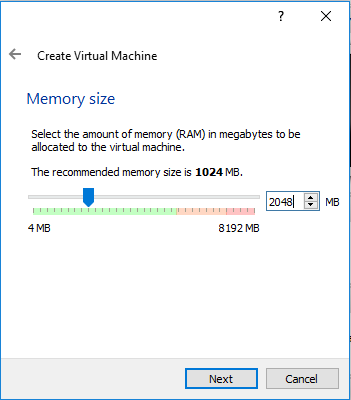 ?
Create Virtual Machine
Memory size
Select the amount of memory (RAM) in megabytes to be
allocated to the virtual machine.
The recommended memory size is 1024 MB.
2048 MB
4 MB 8192 MB
Next Cancel